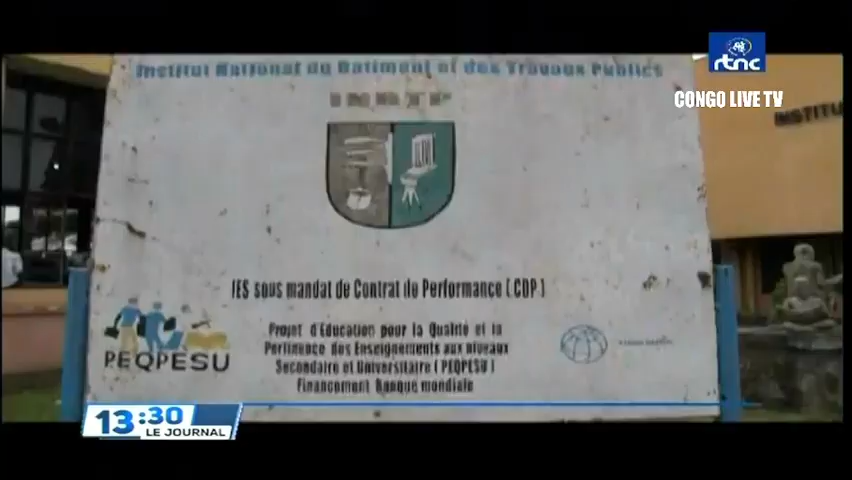 rtnc
CONGO LIVE TV
Institut National du Batiment et des Travaux Publics
INBTP
INSTITU
IES sous mandat de Contrat de Performance (CDP)
Projet d'Education pour la Qualité et la
Pertinence des Enseignements aux niveaux
Secondaire et Universitaire (PEQPESU)
Financement Banque mondiale
PEQPESU
13:30
LE JOURNAL